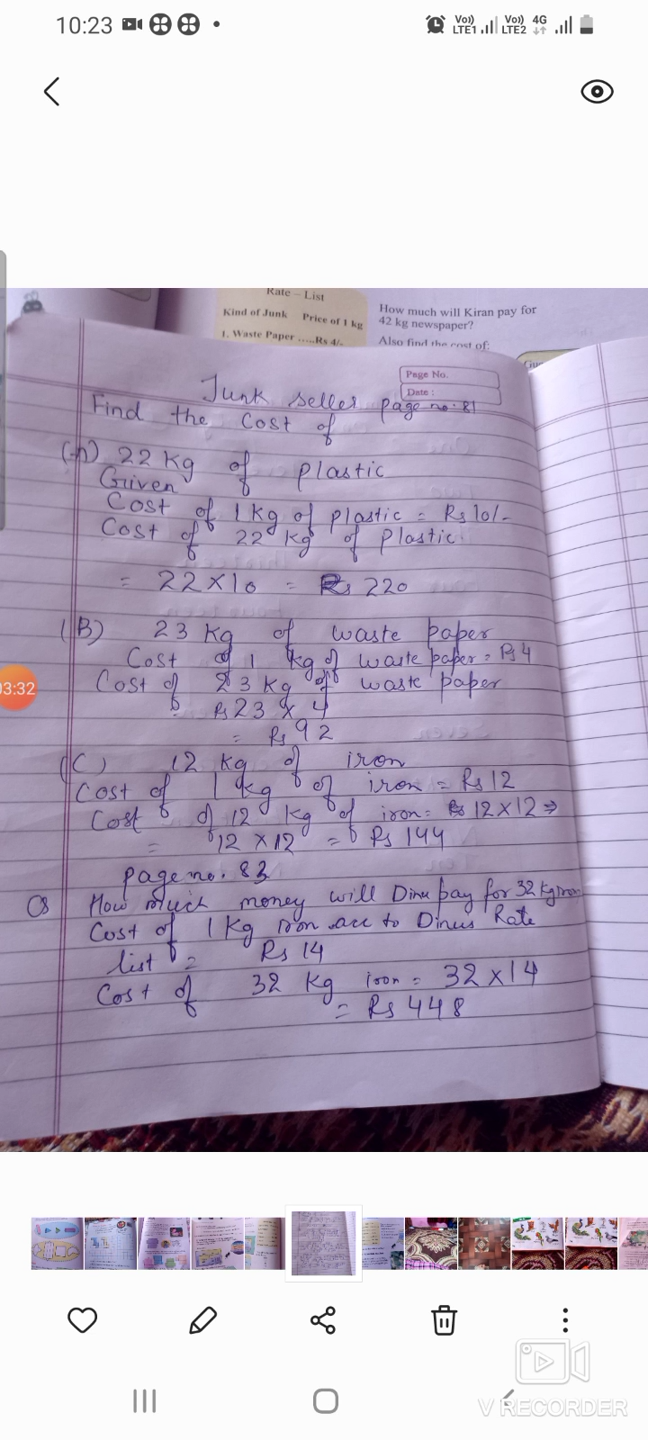 10:23
Vo)) LTE1 Vo)) LTE2 4G
Rate – List
Kind of Junk Price of 1 kg
1. Waste Paper .....Rs 4/-
How much will Kiran pay for
42 kg newspaper?
Also find the cost of:
Page No.
Date :
Junk seller page no. 81
Find the cost of
(A) 22 kg of plastic
Given
Cost of 1 kg of plastic = Rs 10/-
Cost of 22 kg of plastic
= 22 × 10 = Rs 220
(B) 23 kg of waste paper
Cost of 1 kg of waste paper = Rs 4
Cost of 23 kg of waste paper
= Rs 23 × 4
= Rs 92
(C) 12 kg of iron
Cost of 1 kg of iron = Rs 12
Cost of 12 kg of iron = Rs 12 × 12 ⇒
= 12 × 12 = Rs 144
page no. 83
Q How much money will Dinu pay for 32 kg iron
Cost of 1 kg iron acc to Dinus Rate
list = Rs 14
Cost of 32 kg iron = 32 × 14
= Rs 448
03:32
V RECORDER